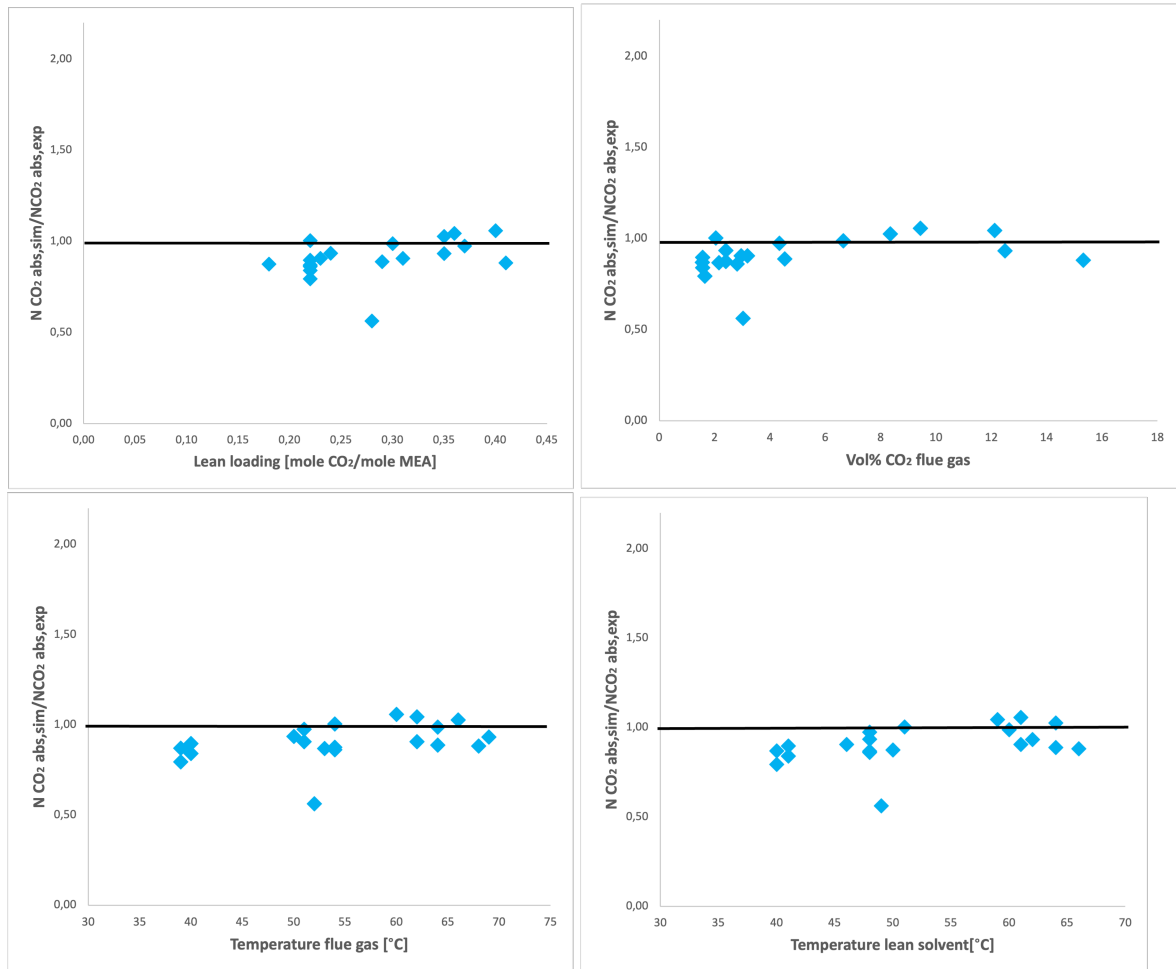 2,00
1,50
1,00
0,50
0,00
N CO₂ abs,sim/NCO₂ abs,exp
0,00 0,05 0,10 0,15 0,20 0,25 0,30 0,35 0,40 0,45
Lean loading [mole CO₂/mole MEA]
2,00
1,50
1,00
0,50
0,00
N CO₂ abs,sim/NCO₂ abs,exp
0 2 4 6 8 10 12 14 16 18
Vol% CO₂ flue gas
2,00
1,50
1,00
0,50
0,00
N CO₂ abs,sim/NCO₂ abs,exp
30 35 40 45 50 55 60 65 70 75
Temperature flue gas [°C]
2,00
1,50
1,00
0,50
0,00
N CO₂ abs,sim/NCO₂ abs,exp
30 40 50 60 70
Temperature lean solvent[°C]